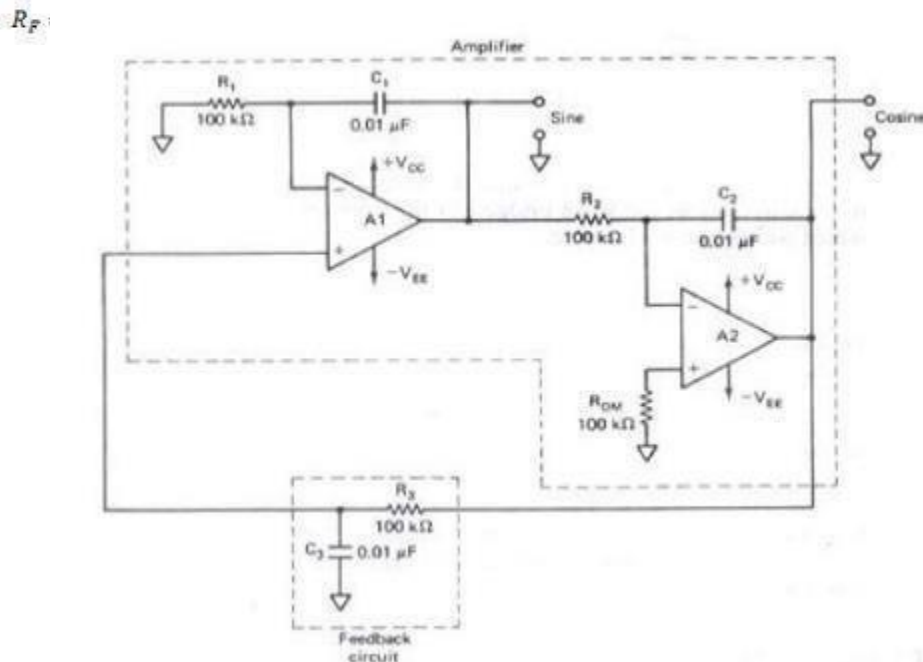 R_F :
Amplifier
R₁
100 kΩ
C₁
0.01 μF
Sine
Cosine
+V_CC
−
A1
+
−V_EE
R₂
100 kΩ
C₂
0.01 μF
+V_CC
−
A2
+
−V_EE
R_OM
100 kΩ
R₃
100 kΩ
C₃ 0.01 μF
Feedback
circuit